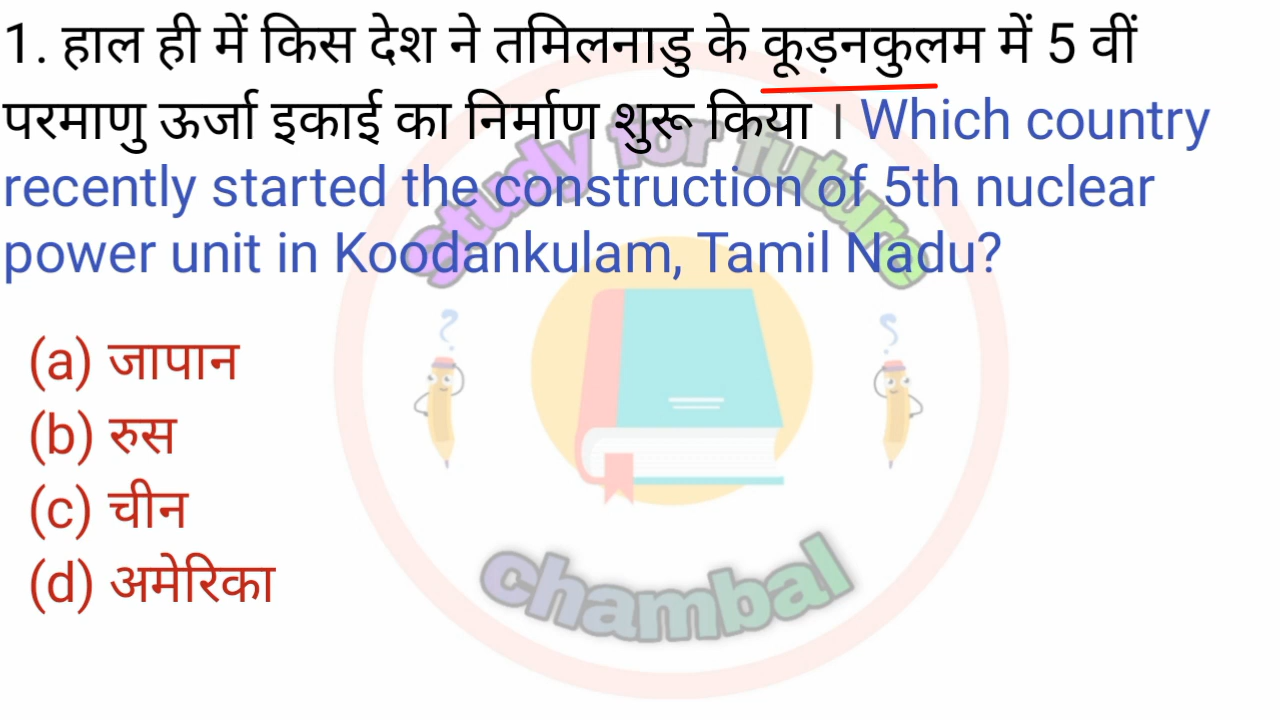 1. हाल ही में किस देश ने तमिलनाडु के कूड़नकुलम में 5 वीं
परमाणु ऊर्जा इकाई का निर्माण शुरू किया । Which country
recently started the construction of 5th nuclear
power unit in Koodankulam, Tamil Nadu?
Study for future
(a) जापान
(b) रुस
(c) चीन
(d) अमेरिका
chambal